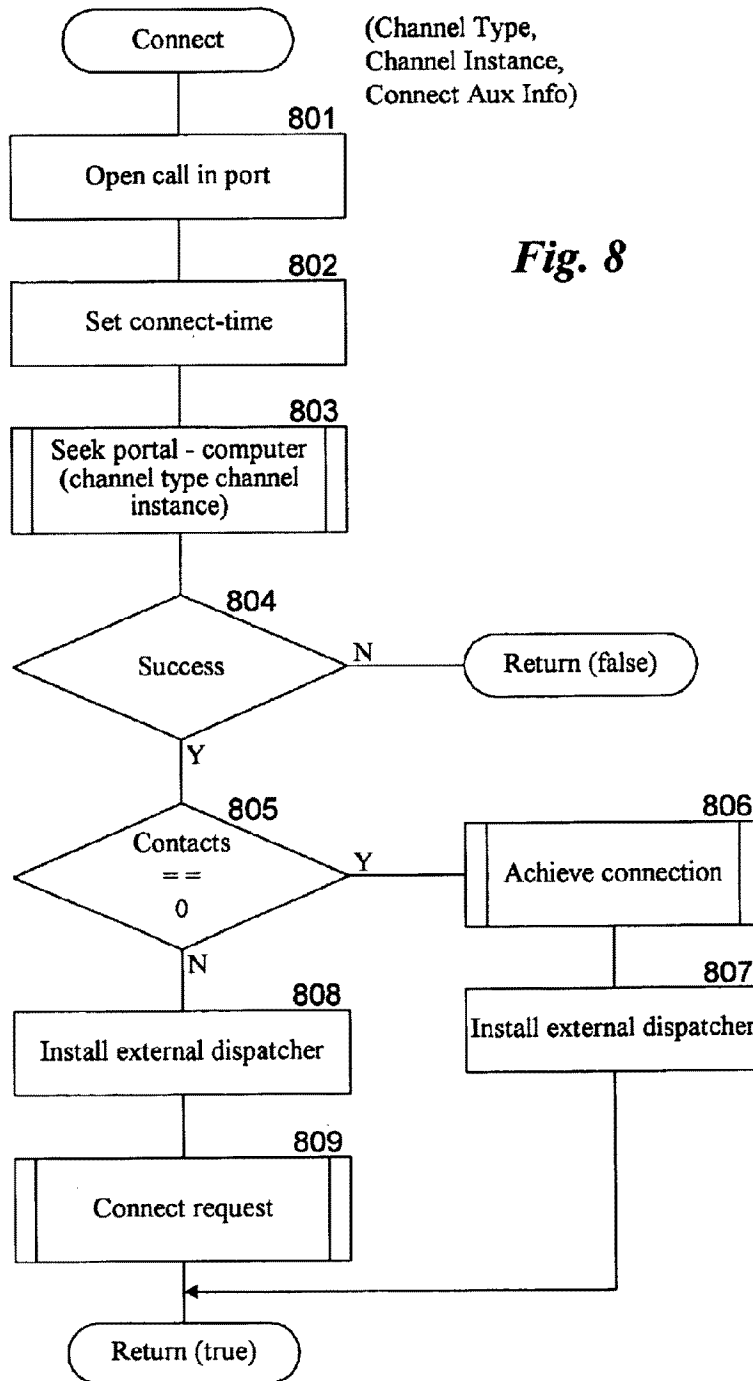 Connect
(Channel Type,
Channel Instance,
Connect Aux Info)
801
Open call in port
Fig. 8
802
Set connect-time
803
Seek portal - computer
(channel type channel
instance)
804
Success
N
Return (false)
Y
805
Contacts
==
0
Y
806
Achieve connection
N
807
Install external dispatcher
808
Install external dispatcher
809
Connect request
Return (true)